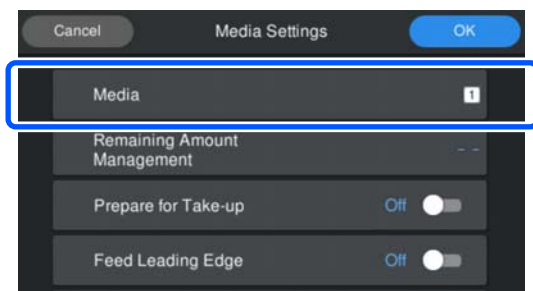 Cancel Media Settings OK
Media 1
Remaining Amount
Management - -
Prepare for Take-up Off
Feed Leading Edge Off